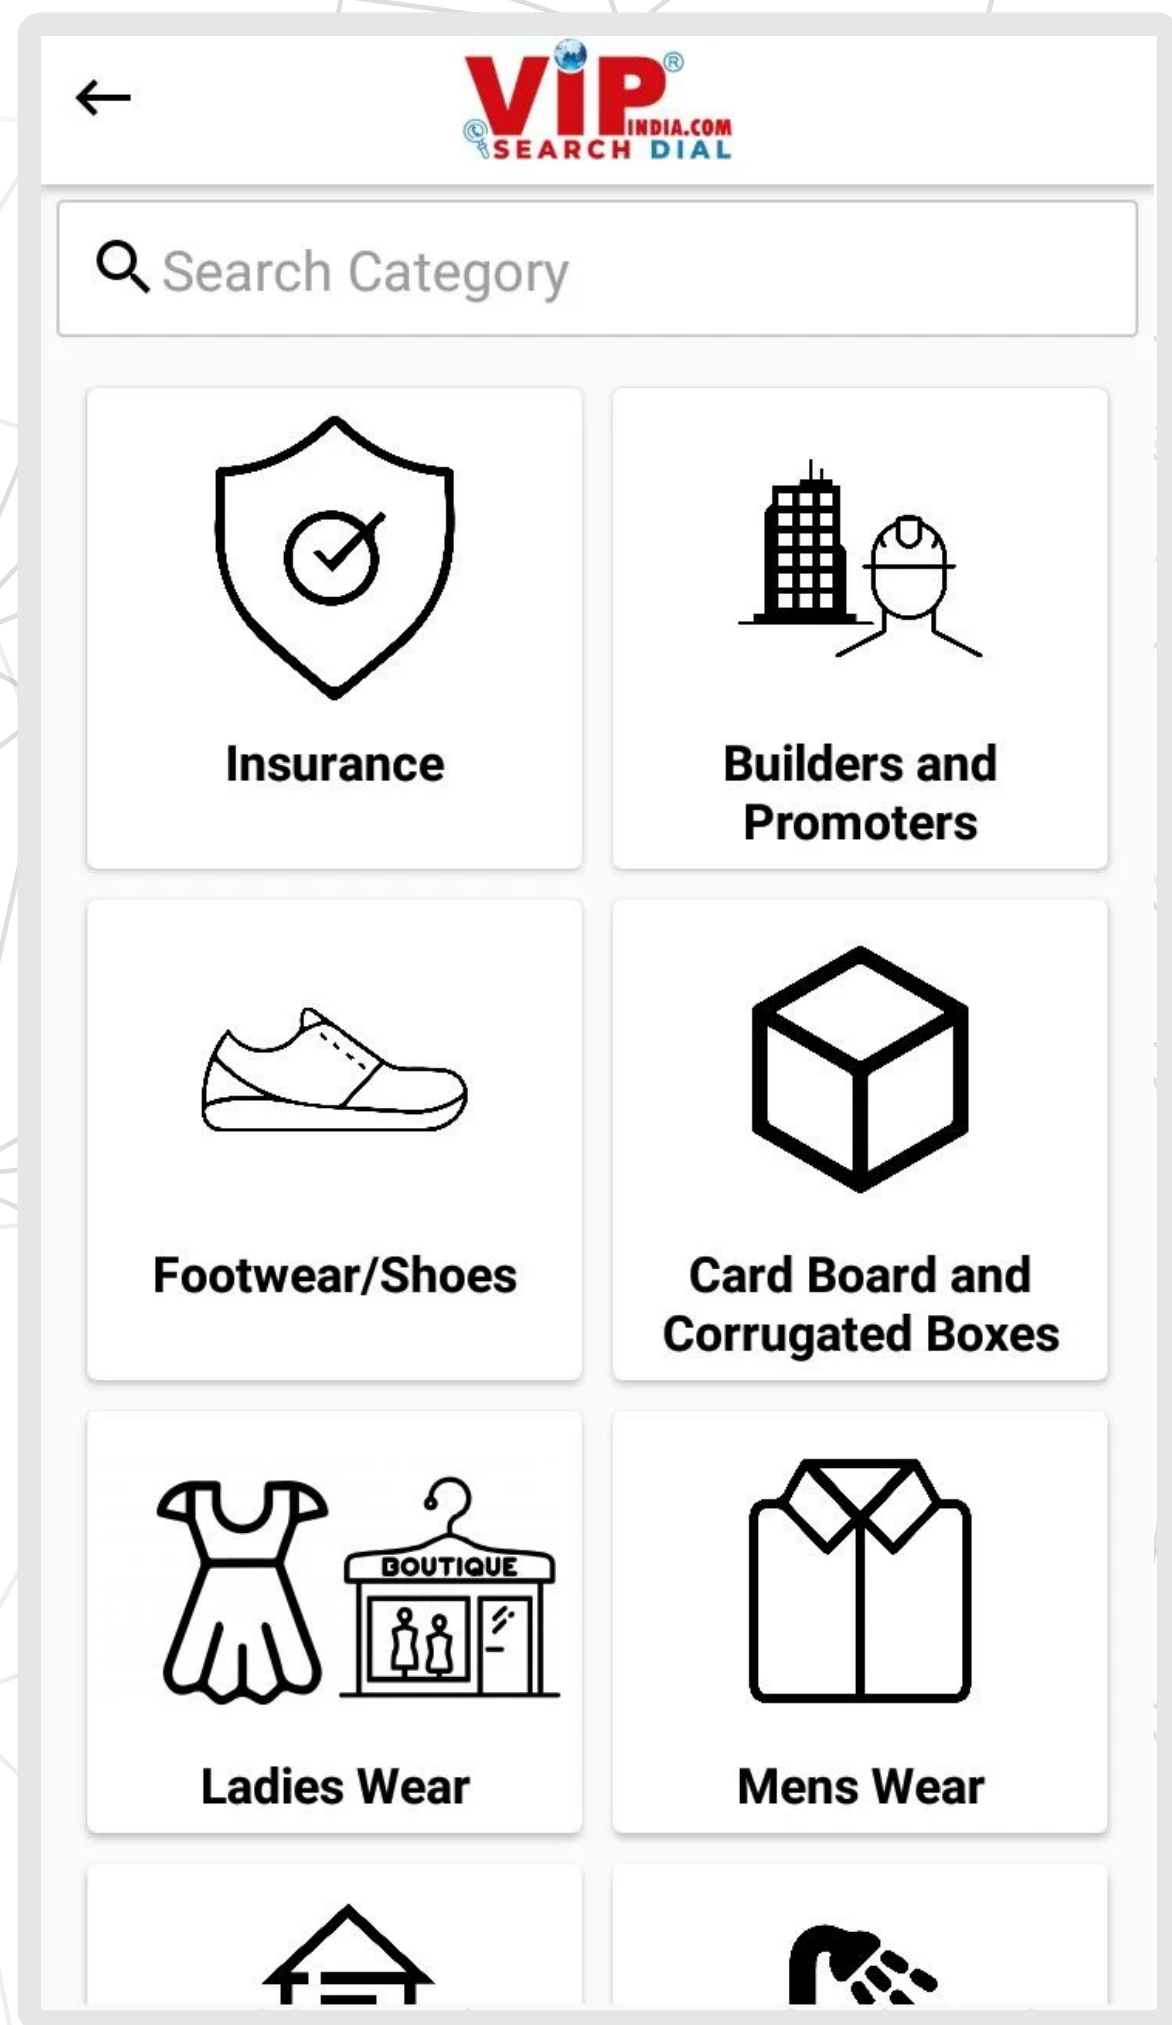 ViP®
INDIA.COM
SEARCH DIAL
Search Category
Insurance
Builders and
Promoters
Footwear/Shoes
Card Board and
Corrugated Boxes
BOUTIQUE
Ladies Wear
Mens Wear